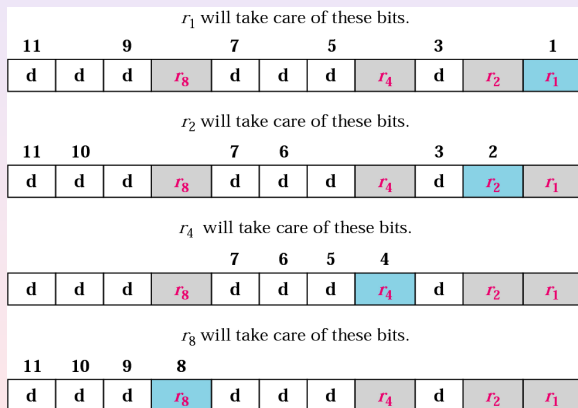 r₁ will take care of these bits.
11 9 7 5 3 1
d d d r₈ d d d r₄ d r₂ r₁
r₂ will take care of these bits.
11 10 7 6 3 2
d d d r₈ d d d r₄ d r₂ r₁
r₄ will take care of these bits.
7 6 5 4
d d d r₈ d d d r₄ d r₂ r₁
r₈ will take care of these bits.
11 10 9 8
d d d r₈ d d d r₄ d r₂ r₁